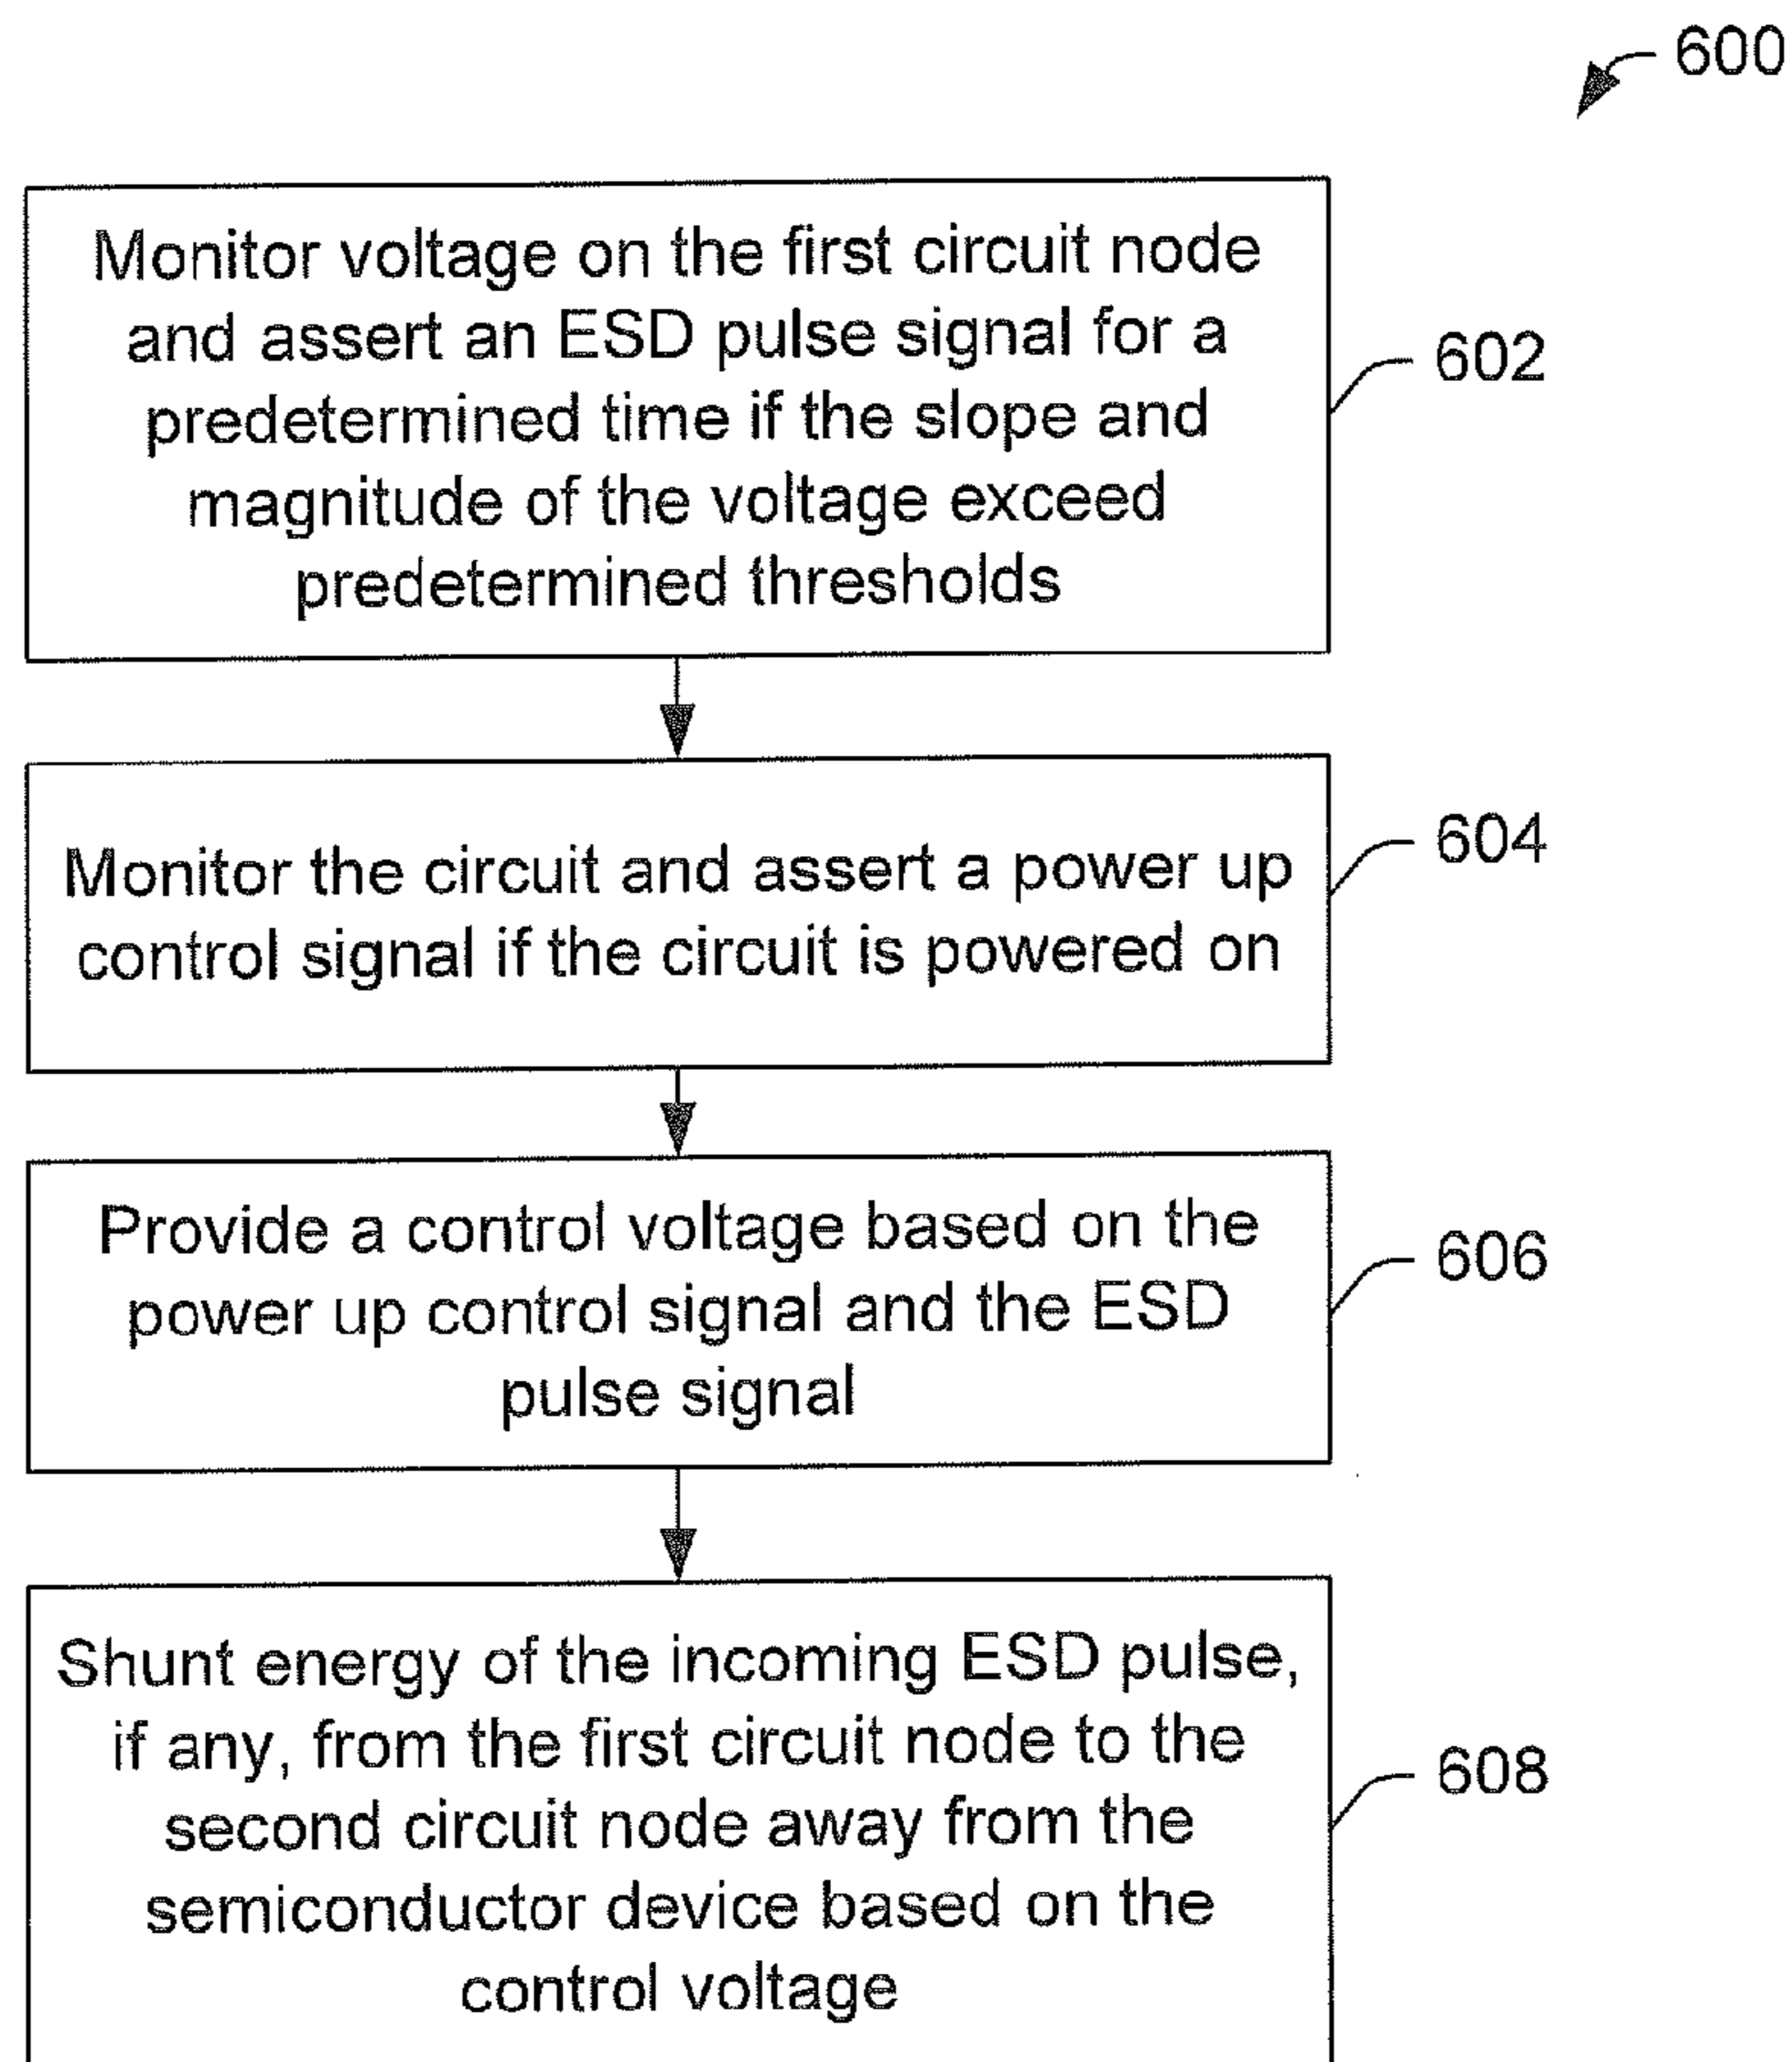 600
Monitor voltage on the first circuit node
and assert an ESD pulse signal for a
predetermined time if the slope and
magnitude of the voltage exceed
predetermined thresholds
602
Monitor the circuit and assert a power up
control signal if the circuit is powered on
604
Provide a control voltage based on the
power up control signal and the ESD
pulse signal
606
Shunt energy of the incoming ESD pulse,
if any, from the first circuit node to the
second circuit node away from the
semiconductor device based on the
control voltage
608